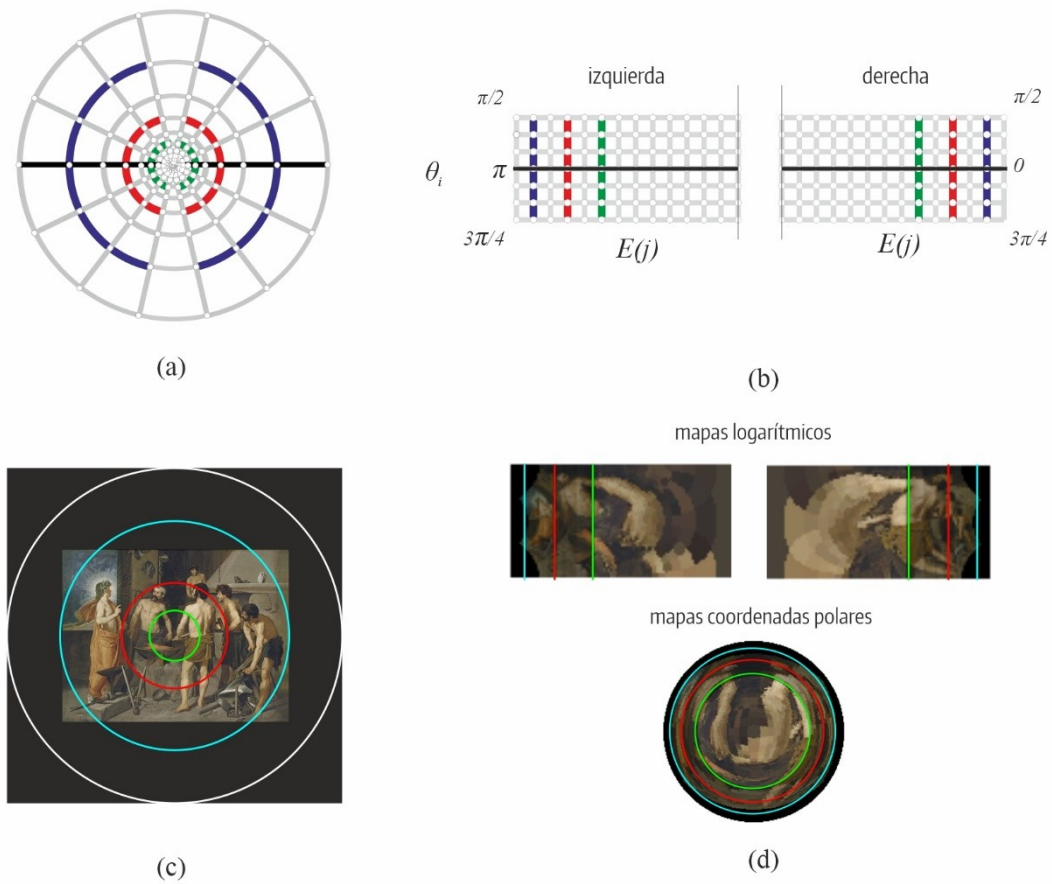 izquierda
derecha
π/2
π/2
θi
π
0
3π/4
E(j)
E(j)
3π/4
(a)
(b)
mapas logarítmicos
mapas coordenadas polares
(c)
(d)